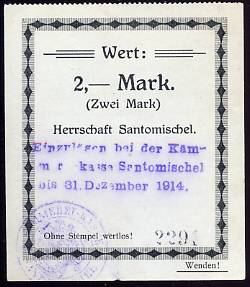 Wert:
2,— Mark.
(Zwei Mark)
Herrschaft Santomischel.
Einzulösen bei der Käm-
m r kasse Santomischel
bis 31. Dezember 1914.
Ohne Stempel wertlos!
Wenden!